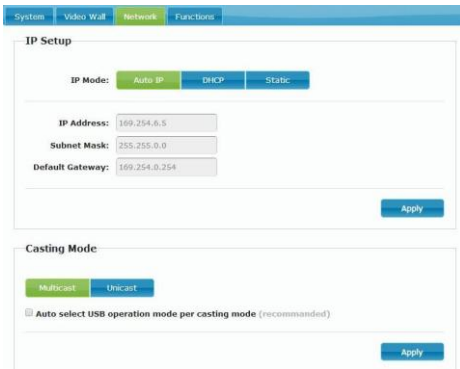 System Video Wall Network Functions
IP Setup
IP Mode: Auto IP DHCP Static
IP Address: 169.254.6.5
Subnet Mask: 255.255.0.0
Default Gateway: 169.254.0.254
Apply
Casting Mode
Multicast Unicast
Auto select USB operation mode per casting mode (recommanded)
Apply